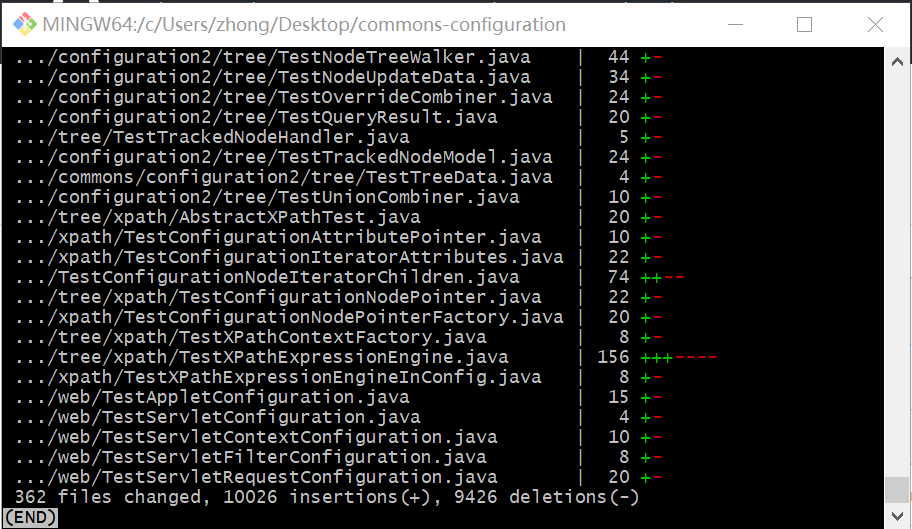 MINGW64:/c/Users/zhong/Desktop/commons-configuration
.../configuration2/tree/TestNodeTreeWalker.java | 44 +-
.../configuration2/tree/TestNodeUpdateData.java | 34 +-
.../configuration2/tree/TestOverrideCombiner.java | 24 +-
.../configuration2/tree/TestQueryResult.java | 20 +-
.../tree/TestTrackedNodeHandler.java | 5 +-
.../configuration2/tree/TestTrackedNodeModel.java | 24 +-
.../commons/configuration2/tree/TestTreeData.java | 4 +-
.../configuration2/tree/TestUnionCombiner.java | 10 +-
.../tree/xpath/AbstractXPathTest.java | 20 +-
.../xpath/TestConfigurationAttributePointer.java | 10 +-
.../xpath/TestConfigurationIteratorAttributes.java | 22 +-
.../TestConfigurationNodeIteratorChildren.java | 74 ++--
.../tree/xpath/TestConfigurationNodePointer.java | 22 +-
.../xpath/TestConfigurationNodePointerFactory.java | 20 +-
.../tree/xpath/TestXPathContextFactory.java | 8 +-
.../tree/xpath/TestXPathExpressionEngine.java | 156 +++----
.../xpath/TestXPathExpressionEngineInConfig.java | 8 +-
.../web/TestAppletConfiguration.java | 15 +-
.../web/TestServletConfiguration.java | 4 +-
.../web/TestServletContextConfiguration.java | 10 +-
.../web/TestServletFilterConfiguration.java | 8 +-
.../web/TestServletRequestConfiguration.java | 20 +-
362 files changed, 10026 insertions(+), 9426 deletions(-)
(END)